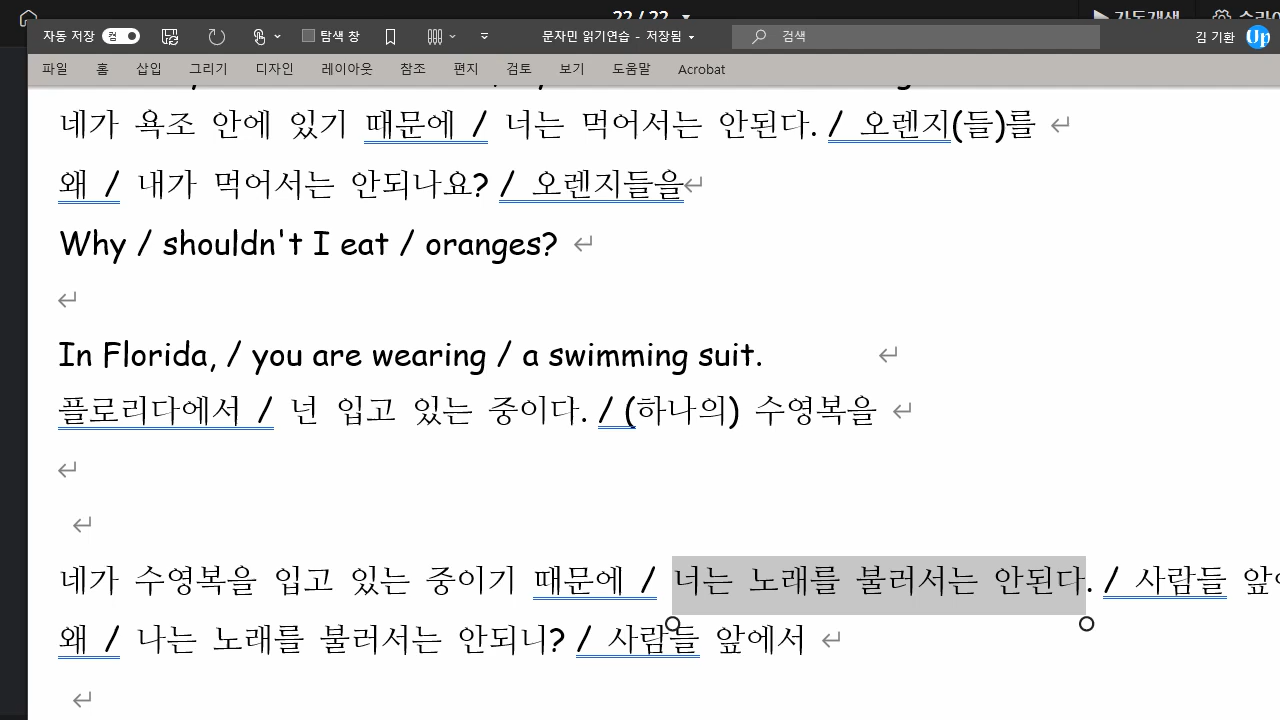 22 / 22
자동 저장 컴 탐색 창 문자민 읽기연습 - 저장됨 검색 김 기환 Up
파일 홈 삽입 그리기 디자인 레이아웃 참조 편지 검토 보기 도움말 Acrobat
네가 욕조 안에 있기 때문에 / 너는 먹어서는 안된다. / 오렌지(들)를
왜 / 내가 먹어서는 안되나요? / 오렌지들을
Why / shouldn't I eat / oranges?
In Florida, / you are wearing / a swimming suit.
플로리다에서 / 넌 입고 있는 중이다. / (하나의) 수영복을
네가 수영복을 입고 있는 중이기 때문에 / 너는 노래를 불러서는 안된다. / 사람들
왜 / 나는 노래를 불러서는 안되니? / 사람들 앞에서